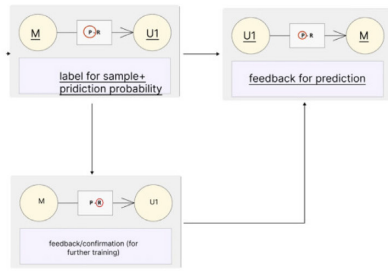 M P-R U1
label for sample+
pridiction probability
U1 P-R M
feedback for prediction
M P-R U1
feedback/confirmation (for
further training)